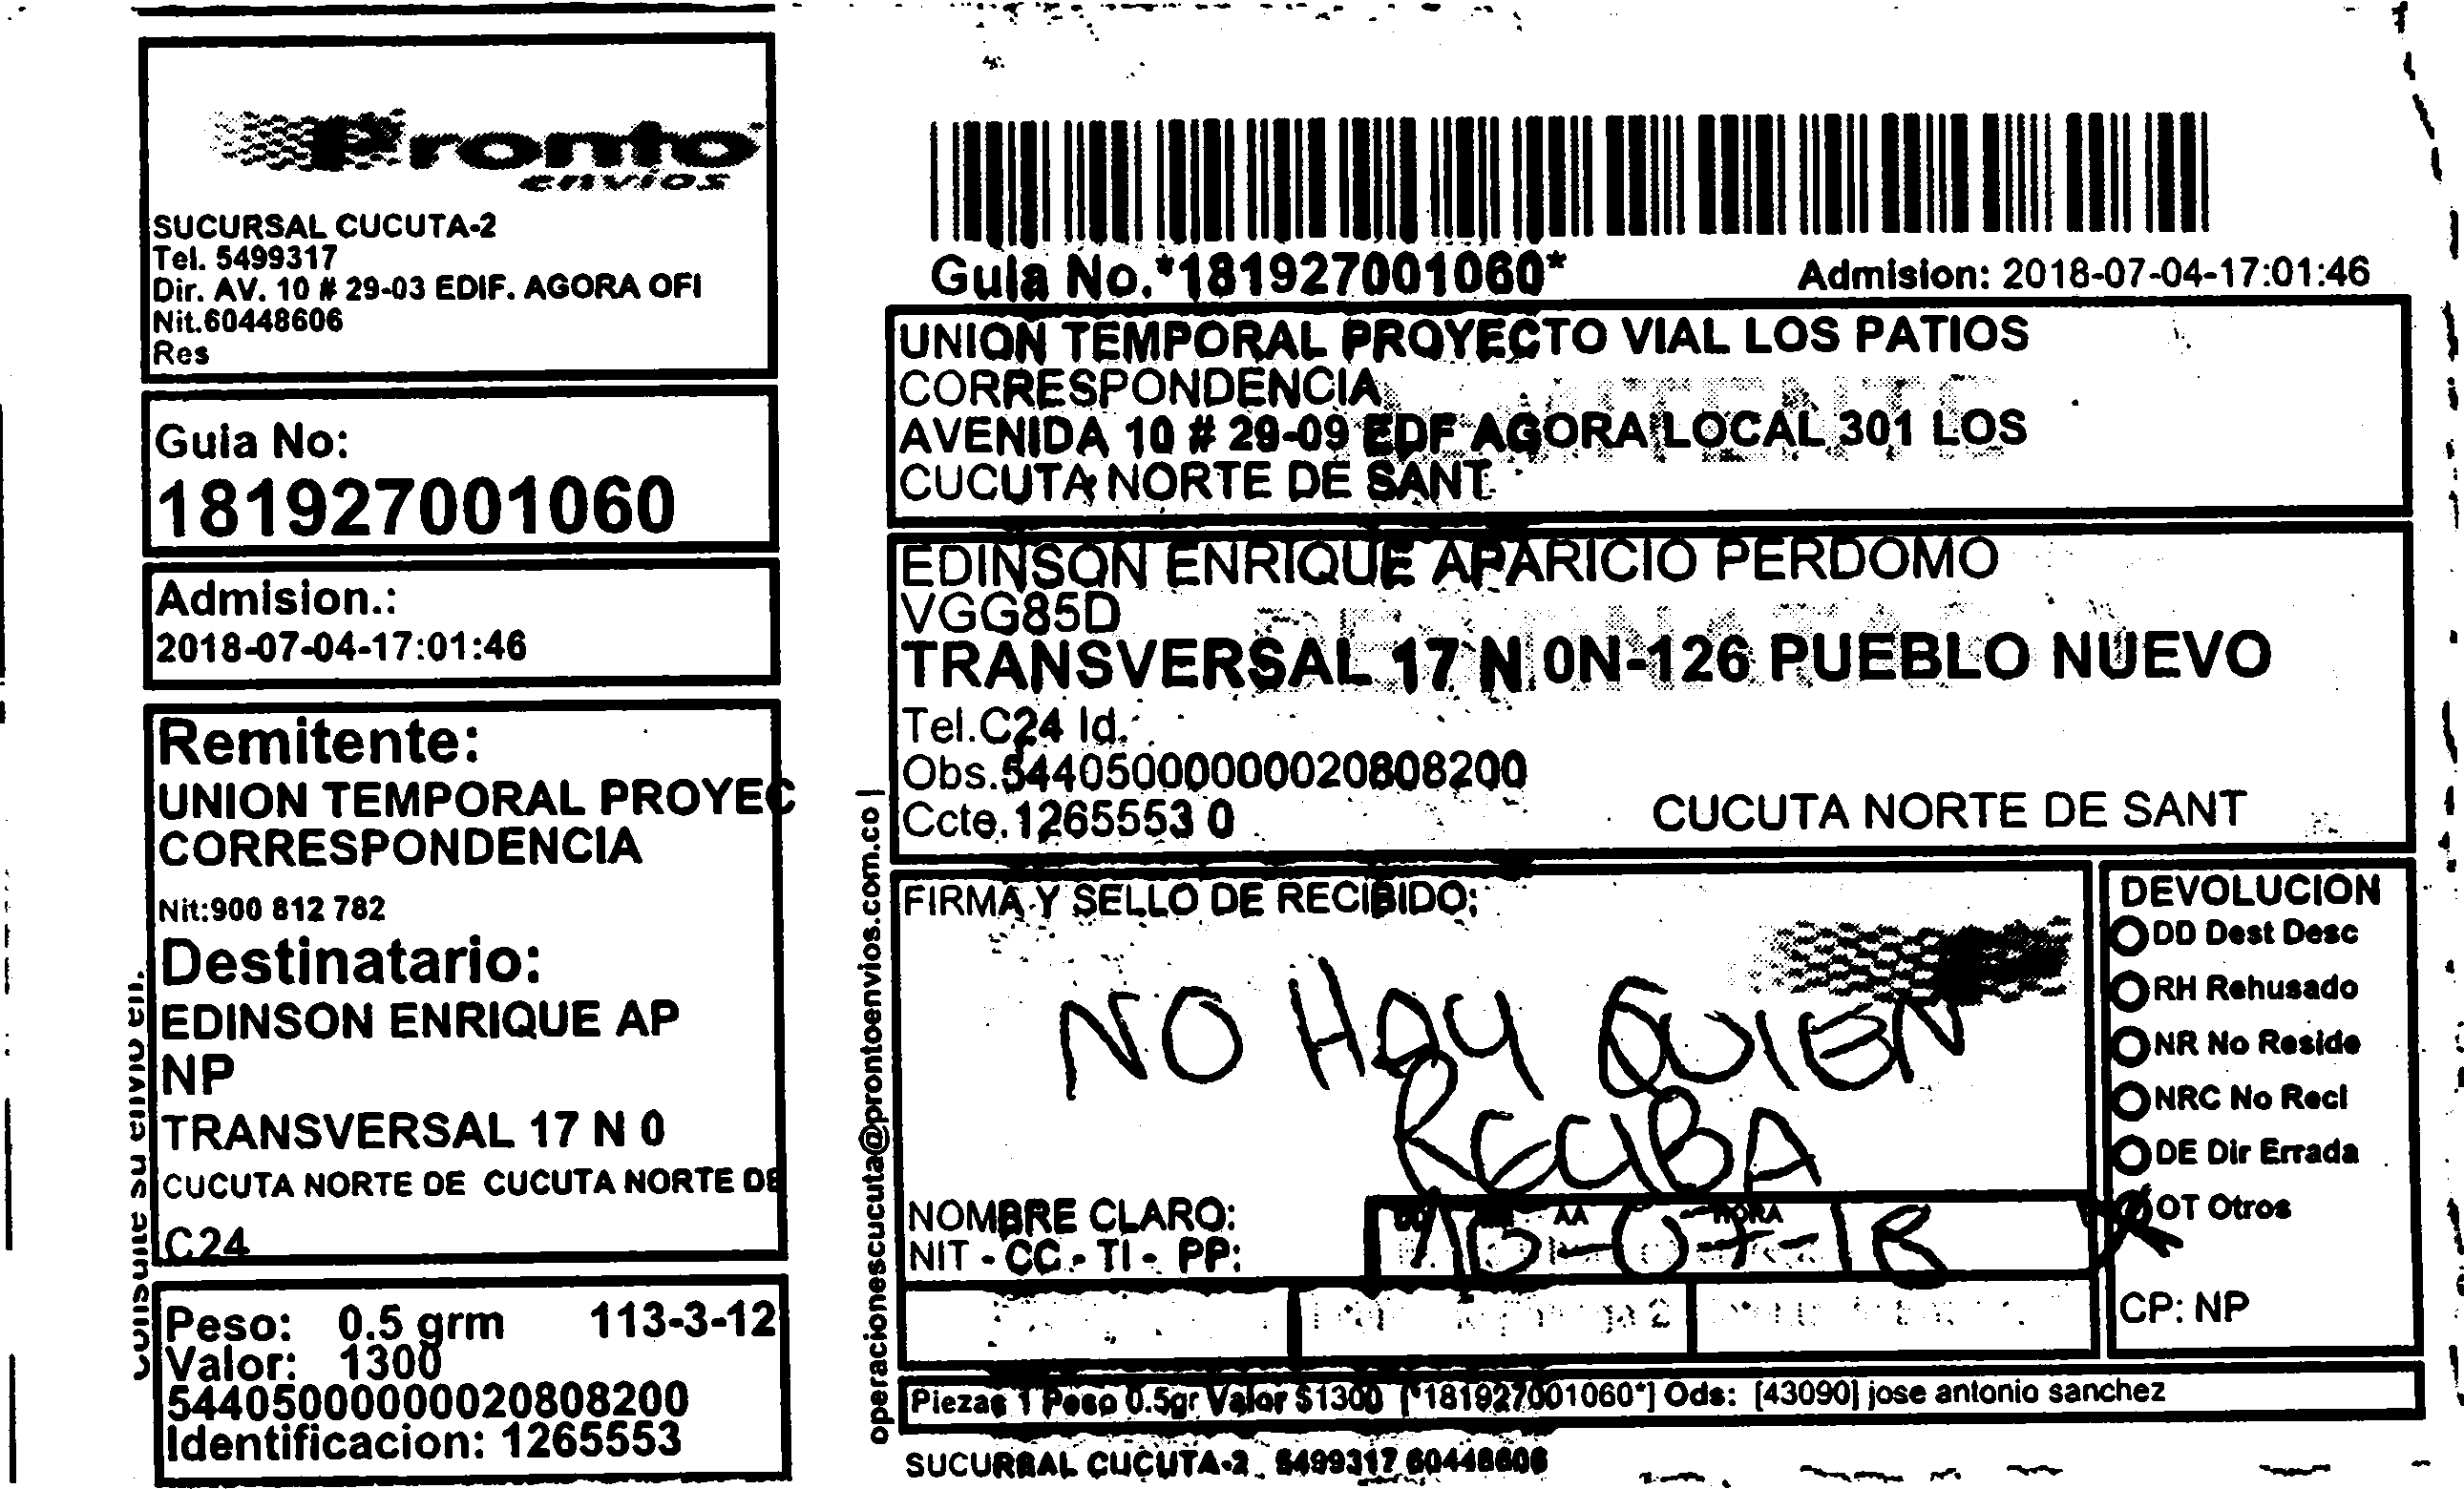 Pronto
envios
SUCURSAL CUCUTA-2
Tel. 5499317
Dir. AV. 10 # 29-03 EDIF. AGORA OFI
Nit.60448606
Res
Guia No:
181927001060
Admision.:
2018-07-04-17:01:46
Remitente:
UNION TEMPORAL PROYEC
CORRESPONDENCIA
Nit:900 812 782
Destinatario:
EDINSON ENRIQUE AP
NP
TRANSVERSAL 17 N 0
CUCUTA NORTE DE CUCUTA NORTE DE
C24
Peso: 0.5 grm 113-3-12
Valor: 1300
544050000000020808200
Identificacion: 1265553
Consulte su envio en:
operacionescucuta@prontoenvios.com.co |
Guia No.*181927001060*
Admision: 2018-07-04-17:01:46
UNION TEMPORAL PROYECTO VIAL LOS PATIOS
CORRESPONDENCIA
AVENIDA 10 # 29-09 EDF AGORA LOCAL 301 LOS
CUCUTA NORTE DE SANT
EDINSON ENRIQUE APARICIO PERDOMO
VGG85D
TRANSVERSAL 17 N 0N-126 PUEBLO NUEVO
Tel.C24 Id.
Obs.544050000000020808200
Ccte.1265553 0
CUCUTA NORTE DE SANT
FIRMA Y SELLO DE RECIBIDO:
NO HAY QUIEN
RECIBA
NOMBRE CLARO:
NIT - CC - TI - PP:
AA HORA
-07-18
DEVOLUCION
DD Dest Desc
RH Rehusado
NR No Reside
NRC No Recl
DE Dir Errada
OT Otros
CP: NP
Piezas 1 Peso 0.5gr Valor $1300 [*181927001060*] Ods: [43090] jose antonio sanchez
SUCURSAL CUCUTA-2 5499317 60448606